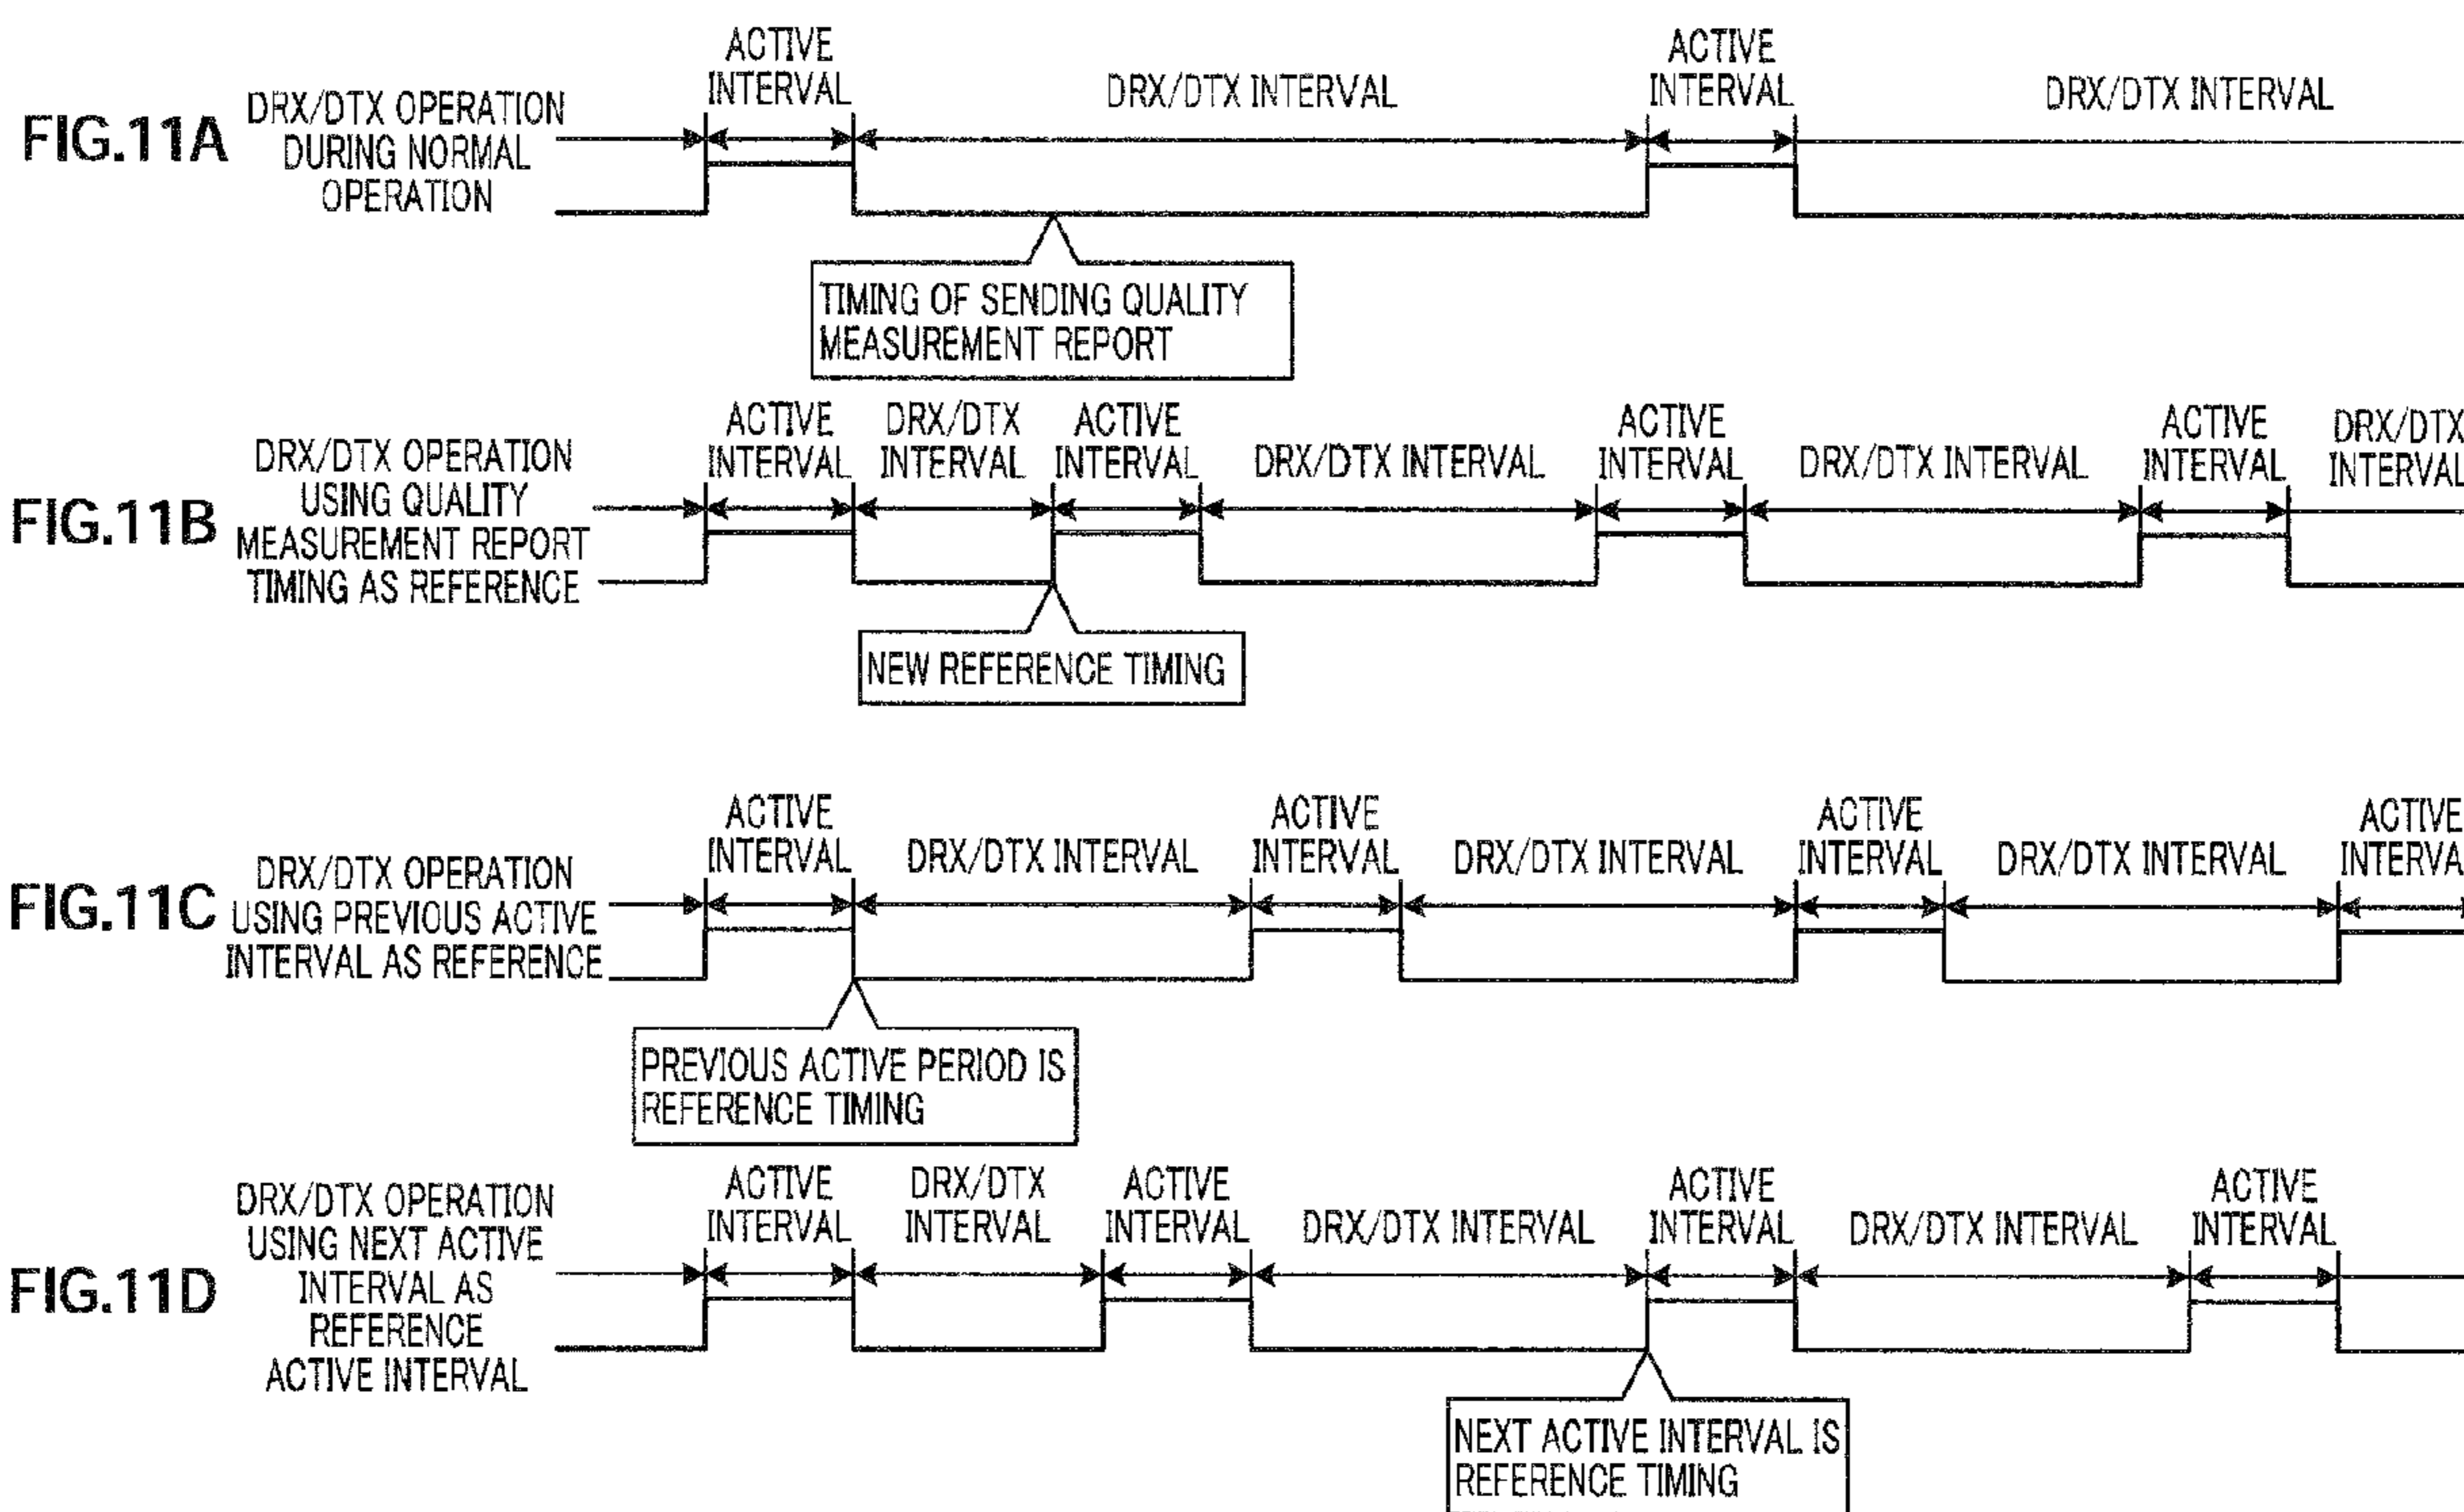 FIG.11A
DRX/DTX OPERATION
DURING NORMAL
OPERATION
ACTIVE
INTERVAL
DRX/DTX INTERVAL
ACTIVE
INTERVAL
DRX/DTX INTERVAL
TIMING OF SENDING QUALITY
MEASUREMENT REPORT
FIG.11B
DRX/DTX OPERATION
USING QUALITY
MEASUREMENT REPORT
TIMING AS REFERENCE
ACTIVE
INTERVAL
DRX/DTX
INTERVAL
ACTIVE
INTERVAL
DRX/DTX INTERVAL
ACTIVE
INTERVAL
DRX/DTX INTERVAL
ACTIVE
INTERVAL
DRX/DTX
INTERVAL
NEW REFERENCE TIMING
FIG.11C
DRX/DTX OPERATION
USING PREVIOUS ACTIVE
INTERVAL AS REFERENCE
ACTIVE
INTERVAL
DRX/DTX INTERVAL
ACTIVE
INTERVAL
DRX/DTX INTERVAL
ACTIVE
INTERVAL
DRX/DTX INTERVAL
ACTIVE
INTERVAL
PREVIOUS ACTIVE PERIOD IS
REFERENCE TIMING
FIG.11D
DRX/DTX OPERATION
USING NEXT ACTIVE
INTERVAL AS
REFERENCE
ACTIVE INTERVAL
ACTIVE
INTERVAL
DRX/DTX
INTERVAL
ACTIVE
INTERVAL
DRX/DTX INTERVAL
ACTIVE
INTERVAL
DRX/DTX INTERVAL
ACTIVE
INTERVAL
NEXT ACTIVE INTERVAL IS
REFERENCE TIMING